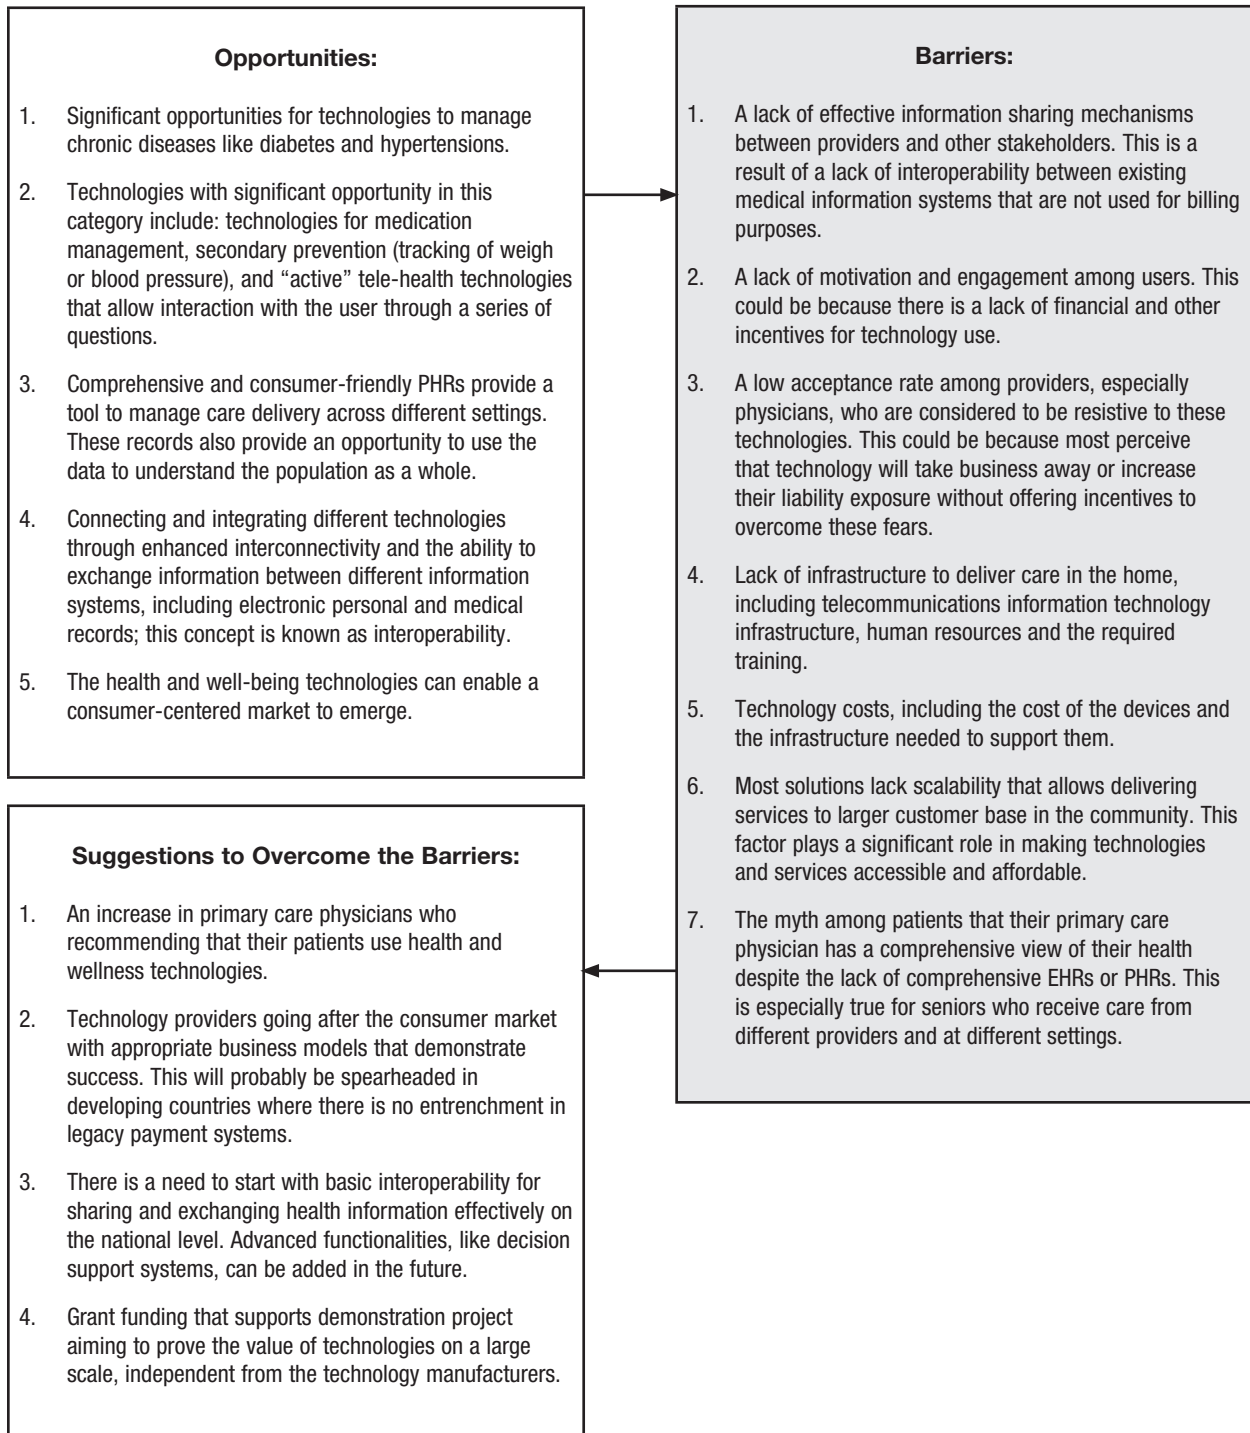 Opportunities:
1. Significant opportunities for technologies to manage
chronic diseases like diabetes and hypertensions.
2. Technologies with significant opportunity in this
category include: technologies for medication
management, secondary prevention (tracking of weigh
or blood pressure), and “active” tele-health technologies
that allow interaction with the user through a series of
questions.
3. Comprehensive and consumer-friendly PHRs provide a
tool to manage care delivery across different settings.
These records also provide an opportunity to use the
data to understand the population as a whole.
4. Connecting and integrating different technologies
through enhanced interconnectivity and the ability to
exchange information between different information
systems, including electronic personal and medical
records; this concept is known as interoperability.
5. The health and well-being technologies can enable a
consumer-centered market to emerge.
Barriers:
1. A lack of effective information sharing mechanisms
between providers and other stakeholders. This is a
result of a lack of interoperability between existing
medical information systems that are not used for billing
purposes.
2. A lack of motivation and engagement among users. This
could be because there is a lack of financial and other
incentives for technology use.
3. A low acceptance rate among providers, especially
physicians, who are considered to be resistive to these
technologies. This could be because most perceive
that technology will take business away or increase
their liability exposure without offering incentives to
overcome these fears.
4. Lack of infrastructure to deliver care in the home,
including telecommunications information technology
infrastructure, human resources and the required
training.
5. Technology costs, including the cost of the devices and
the infrastructure needed to support them.
6. Most solutions lack scalability that allows delivering
services to larger customer base in the community. This
factor plays a significant role in making technologies
and services accessible and affordable.
7. The myth among patients that their primary care
physician has a comprehensive view of their health
despite the lack of comprehensive EHRs or PHRs. This
is especially true for seniors who receive care from
different providers and at different settings.
Suggestions to Overcome the Barriers:
1. An increase in primary care physicians who
recommending that their patients use health and
wellness technologies.
2. Technology providers going after the consumer market
with appropriate business models that demonstrate
success. This will probably be spearheaded in
developing countries where there is no entrenchment in
legacy payment systems.
3. There is a need to start with basic interoperability for
sharing and exchanging health information effectively on
the national level. Advanced functionalities, like decision
support systems, can be added in the future.
4. Grant funding that supports demonstration project
aiming to prove the value of technologies on a large
scale, independent from the technology manufacturers.